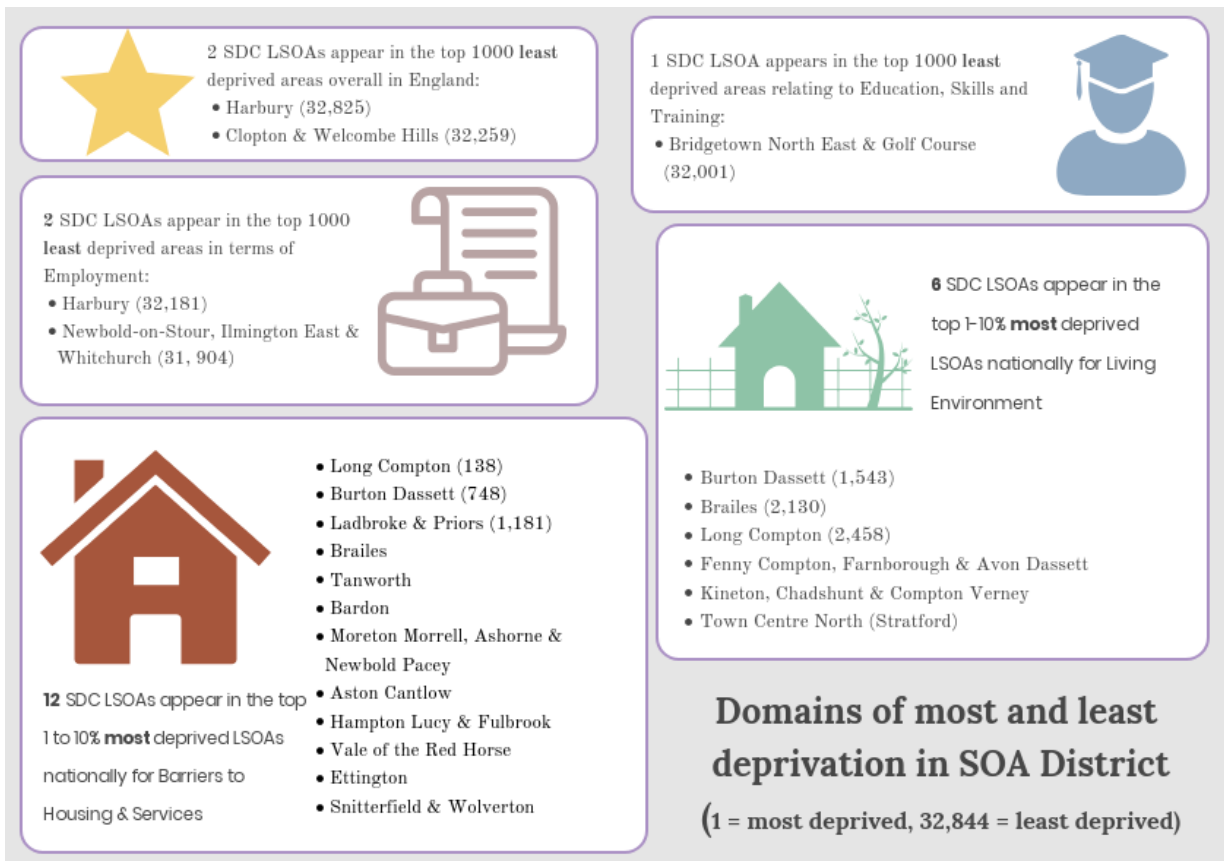 2 SDC LSOAs appear in the top 1000 least
deprived areas overall in England:
• Harbury (32,825)
• Clopton & Welcombe Hills (32,259)
1 SDC LSOA appears in the top 1000 least
deprived areas relating to Education, Skills and
Training:
• Bridgetown North East & Golf Course
(32,001)
2 SDC LSOAs appear in the top 1000
least deprived areas in terms of
Employment:
• Harbury (32,181)
• Newbold-on-Stour, Ilmington East &
Whitchurch (31, 904)
6 SDC LSOAs appear in the
top 1-10% most deprived
LSOAs nationally for Living
Environment
• Burton Dassett (1,543)
• Brailes (2,130)
• Long Compton (2,458)
• Fenny Compton, Farnborough & Avon Dassett
• Kineton, Chadshunt & Compton Verney
• Town Centre North (Stratford)
12 SDC LSOAs appear in the top
1 to 10% most deprived LSOAs
nationally for Barriers to
Housing & Services
• Long Compton (138)
• Burton Dassett (748)
• Ladbroke & Priors (1,181)
• Brailes
• Tanworth
• Bardon
• Moreton Morrell, Ashorne &
Newbold Pacey
• Aston Cantlow
• Hampton Lucy & Fulbrook
• Vale of the Red Horse
• Ettington
• Snitterfield & Wolverton
Domains of most and least
deprivation in SOA District
(1 = most deprived, 32,844 = least deprived)